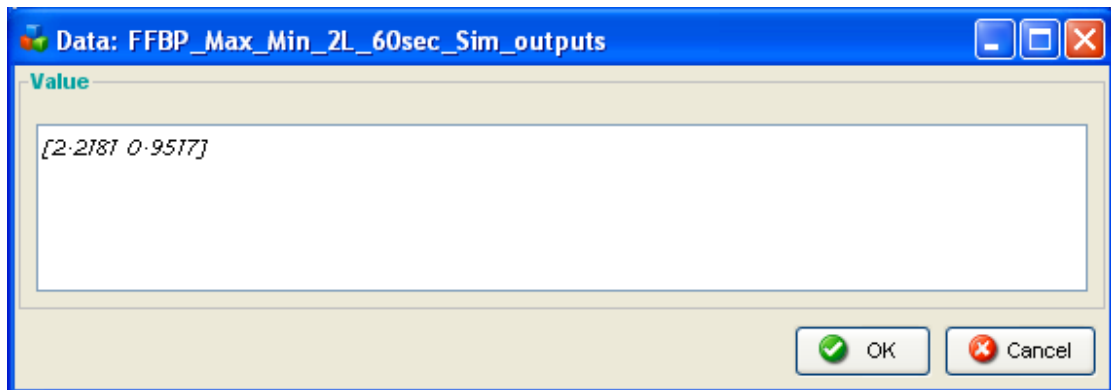 Data: FFBP_Max_Min_2L_60sec_Sim_outputs
Value
[2·2181 0·9517]
OK Cancel